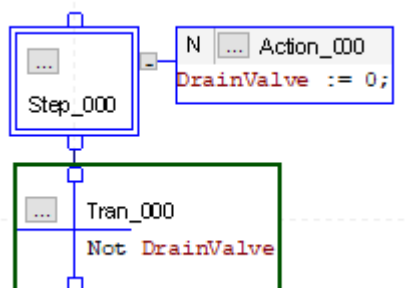 ...
N ... Action_000
DrainValve := 0;
Step_000
...
Tran_000
Not DrainValve